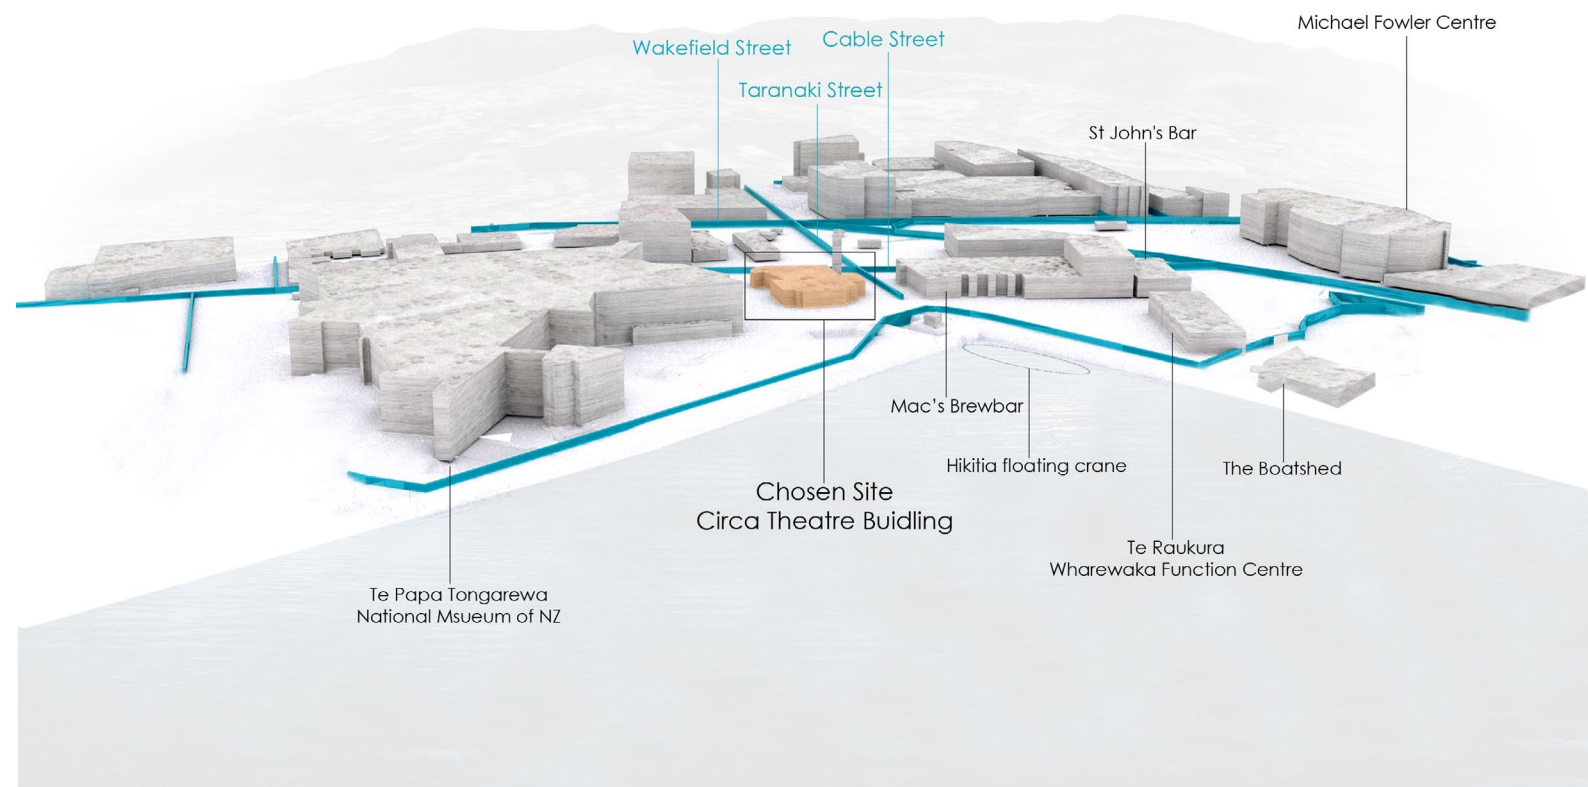 Michael Fowler Centre
Cable Street
Wakefield Street
Taranaki Street
St John's Bar
Mac's Brewbar
Hikitia floating crane
The Boatshed
Chosen Site
Circa Theatre Buidling
Te Raukura
Wharewaka Function Centre
Te Papa Tongarewa
National Msueum of NZ